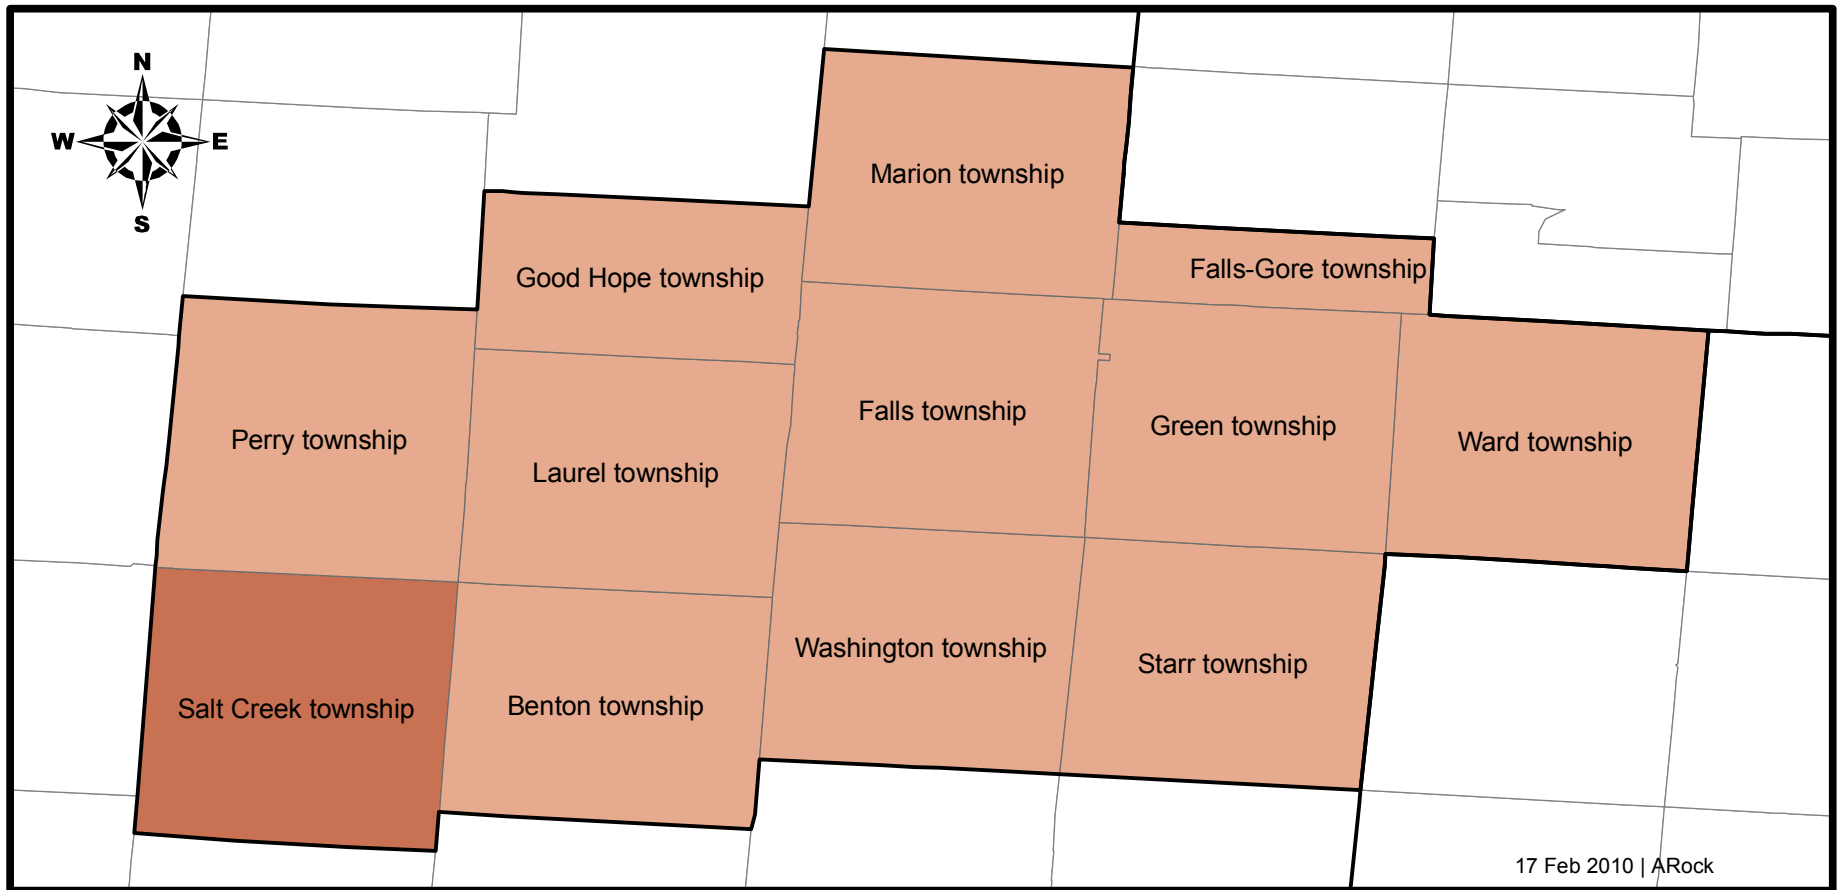 N
W E
S
Marion township
Good Hope township
Falls-Gore township
Perry township
Laurel township
Falls township
Green township
Ward township
Salt Creek township
Benton township
Washington township
Starr township
17 Feb 2010 | ARock